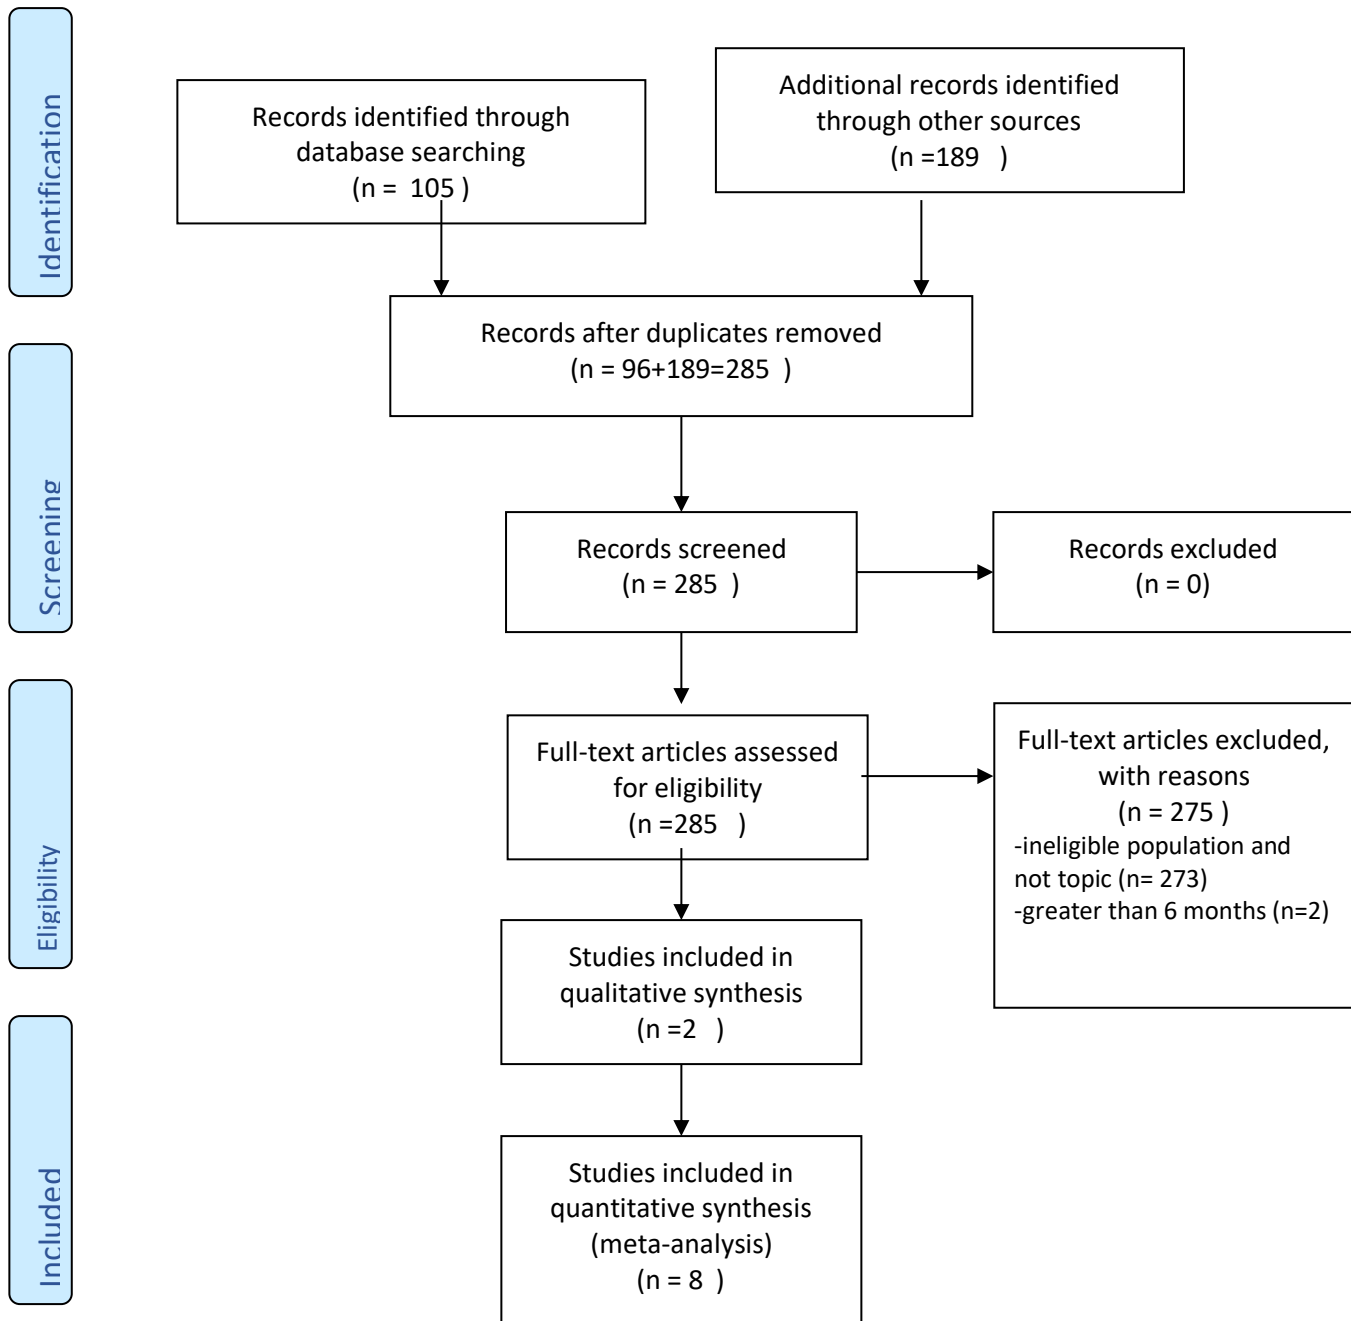 Identification
Records identified through
database searching
(n =  105 )
Additional records identified
through other sources
(n =189   )
Records after duplicates removed
(n = 96+189=285  )
Screening
Records screened
(n = 285  )
Records excluded
(n = 0)
Eligibility
Full-text articles assessed
for eligibility
(n =285   )
Full-text articles excluded,
with reasons
(n = 275 )
-ineligible population and
not topic (n= 273)
-greater than 6 months (n=2)
Studies included in
qualitative synthesis
(n =2   )
Included
Studies included in
quantitative synthesis
(meta-analysis)
(n = 8  )